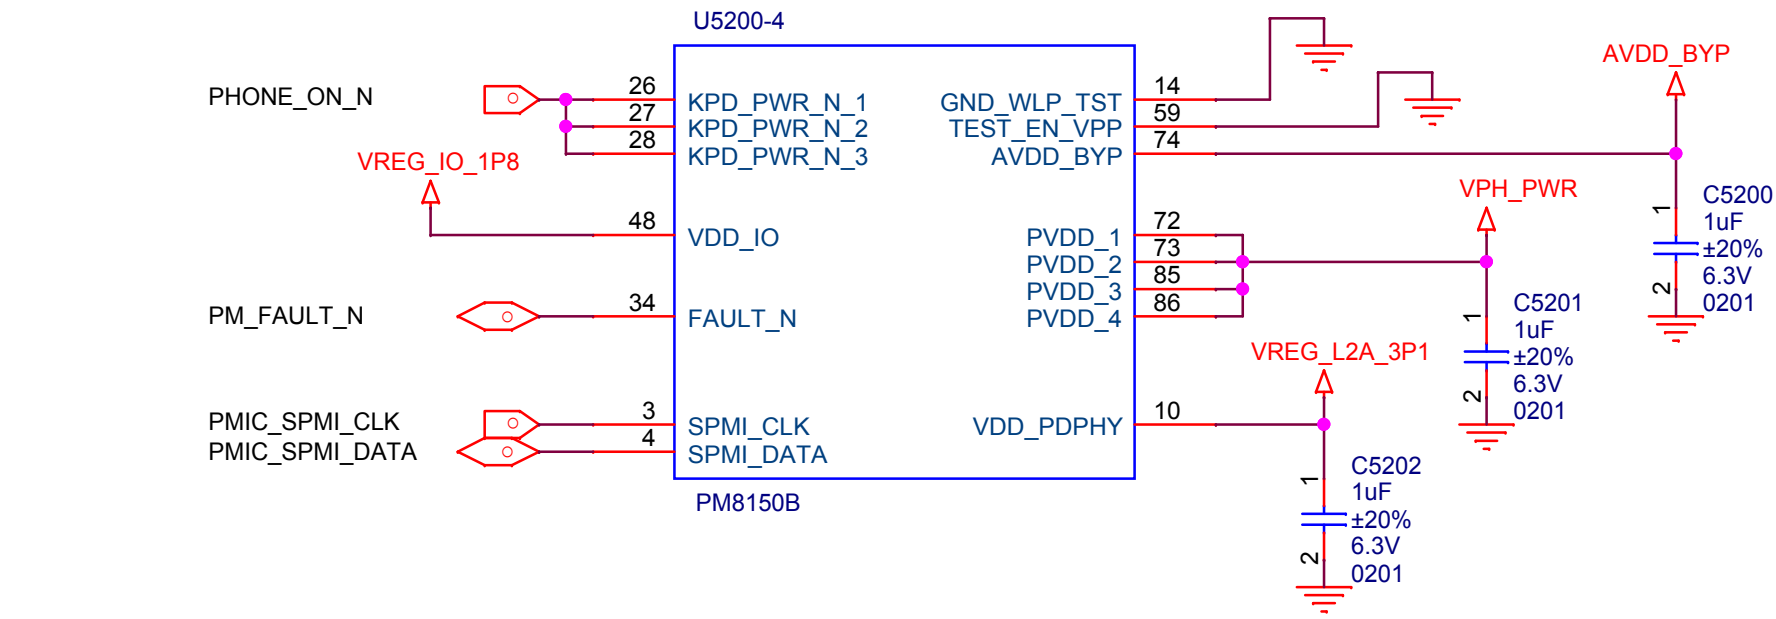 U5200-4
PHONE_ON_N
26
KPD_PWR_N_1
27
KPD_PWR_N_2
28
KPD_PWR_N_3
VREG_IO_1P8
48
VDD_IO
PM_FAULT_N
34
FAULT_N
PMIC_SPMI_CLK
3
SPMI_CLK
PMIC_SPMI_DATA
4
SPMI_DATA
PM8150B
GND_WLP_TST
14
TEST_EN_VPP
59
AVDD_BYP
74
PVDD_1
72
PVDD_2
73
PVDD_3
85
PVDD_4
86
VDD_PDPHY
10
AVDD_BYP
1
2
C5200
1uF
±20%
6.3V
0201
VPH_PWR
1
2
C5201
1uF
±20%
6.3V
0201
VREG_L2A_3P1
1
2
C5202
1uF
±20%
6.3V
0201